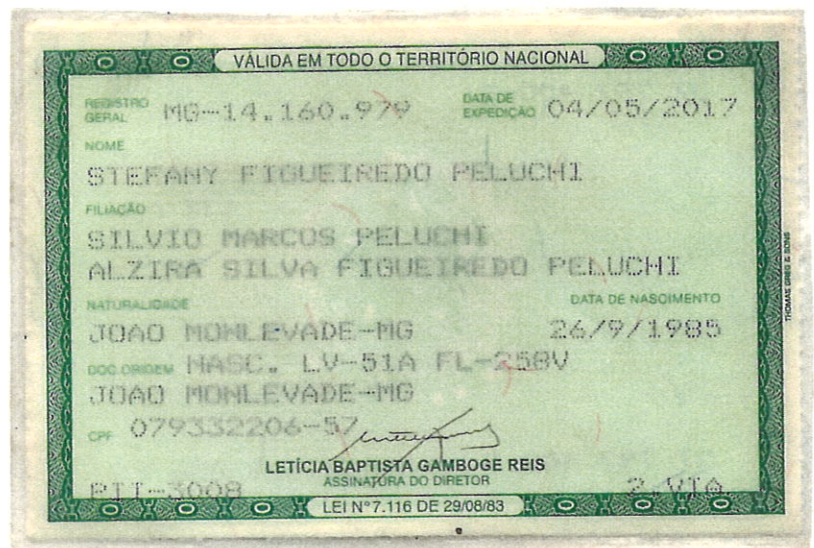 VÁLIDA EM TODO O TERRITÓRIO NACIONAL
REGISTRO GERAL MG-14.160.979 DATA DE EXPEDIÇÃO 04/05/2017
NOME
STEFANY FIGUEIREDO PELUCHI
FILIAÇÃO
SILVIO MARCOS PELUCHI
ALZIRA SILVA FIGUEIREDO PELUCHI
NATURALIDADE DATA DE NASCIMENTO
JOAO MONLEVADE-MG 26/9/1985
DOC.ORIGEM NASC. LV-51A FL-258V
JOAO MONLEVADE-MG
CPF 079332206-57
LETÍCIA BAPTISTA GAMBOGE REIS
ASSINATURA DO DIRETOR
PII-3008 2.VIA
LEI Nº7.116 DE 29/08/83
THOMAS GREG & SONS